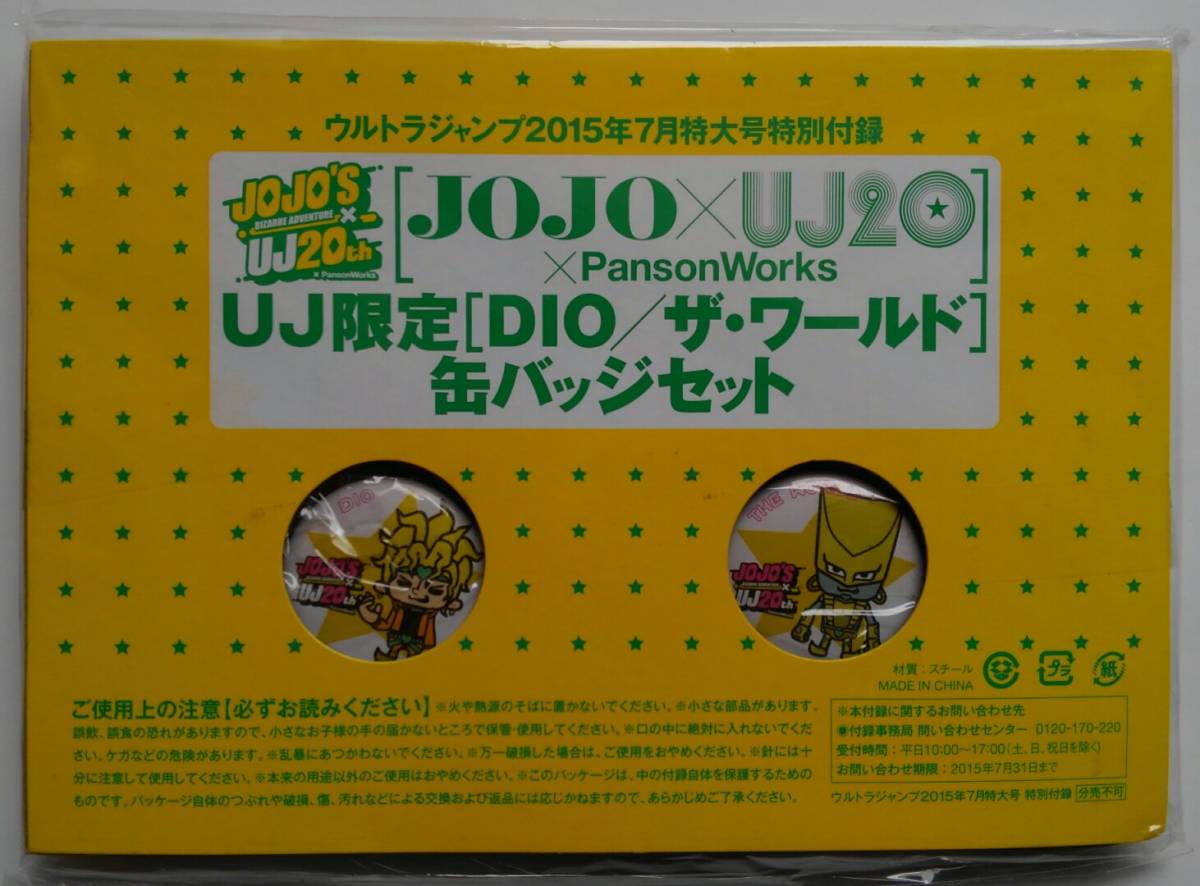 ウルトラジャンプ2015年7月特大号特別付録
JOJO'S
BIZARRE ADVENTURE
×
UJ20th
× PansonWorks
[JOJO×UJ20]
×PansonWorks
UJ限定[DIO/ザ・ワールド]
缶バッジセット
DIO
JOJO'S
BIZARRE ADVENTURE
×
UJ20th
THE
JOJO'S
BIZARRE ADVENTURE
×
UJ20th
材質：スチール
MADE IN CHINA
プラ
紙
ご使用上の注意【必ずお読みください】※火や熱源のそばに置かないでください。※小さな部品があります。
誤飲、誤食の恐れがありますので、小さなお子様の手の届かないところで保管・使用してください。※口の中に絶対に入れないでくだ
さい。ケガなどの危険があります。※乱暴にあつかわないでください。※万一破損した場合は、ご使用をおやめください。※針には十
分に注意して使用してください。※本来の用途以外のご使用はおやめください。※このパッケージは、中の付録自体を保護するための
ものです。パッケージ自体のつぶれや破損、傷、汚れなどによる交換および返品には応じかねますので、あらかじめご了承ください。
※本付録に関するお問い合わせ先
●付録事務局 問い合わせセンター 0120-170-220
受付時間：平日10:00〜17:00（土、日、祝日を除く）
お問い合わせ期限：2015年7月31日まで
ウルトラジャンプ2015年7月特大号 特別付録 分売不可